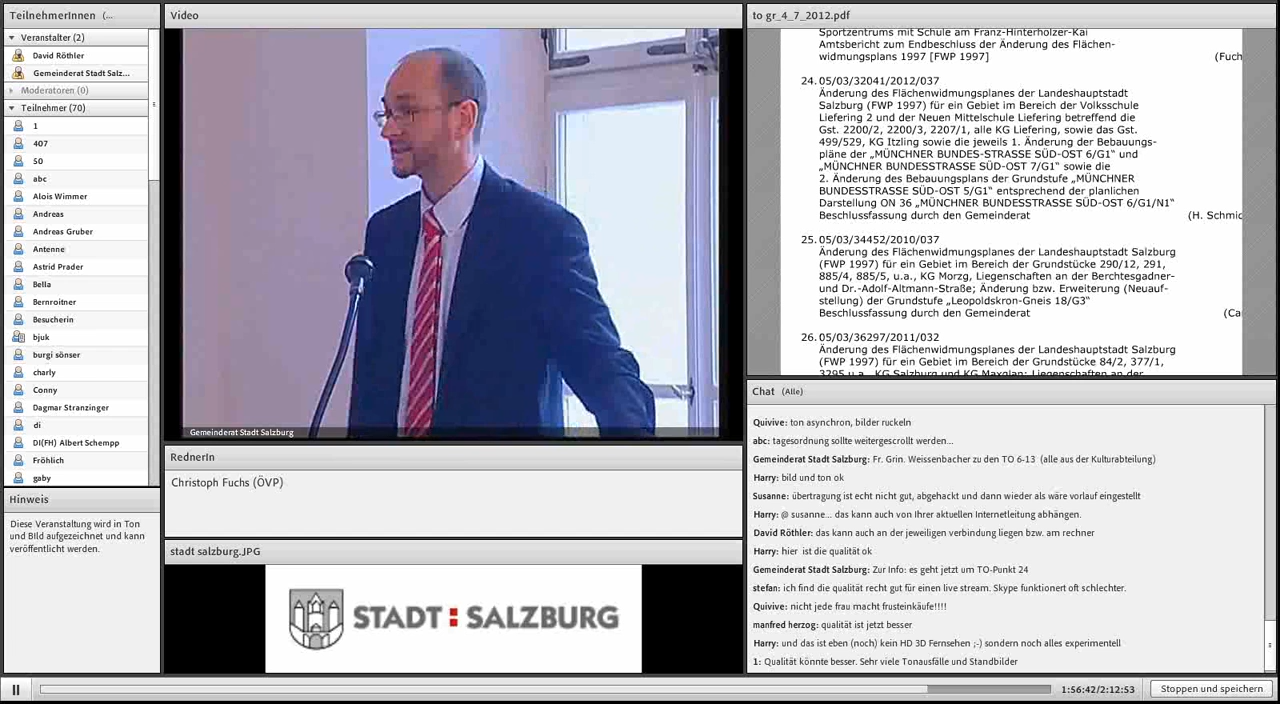 TeilnehmerInnen (...
Veranstalter (2)
David Röthler
Gemeinderat Stadt Salz...
Moderatoren (0)
Teilnehmer (70)
1
407
50
abc
Alois Wimmer
Andreas
Andreas Gruber
Antenne
Astrid Prader
Bella
Bernroitner
Besucherin
bjuk
burgi sönser
charly
Conny
Dagmar Stranzinger
di
DI(FH) Albert Schempp
Fröhlich
gaby
Hinweis
Diese Veranstaltung wird in Ton
und BIld aufgezeichnet und kann
veröffentlicht werden.
Video
Gemeinderat Stadt Salzburg
RednerIn
Christoph Fuchs (ÖVP)
stadt salzburg.JPG
STADT:SALZBURG
to gr_4_7_2012.pdf
Sportzentrums mit Schule am Franz-Hinterholzer-Kai
Amtsbericht zum Endbeschluss der Änderung des Flächen-
widmungsplans 1997 [FWP 1997] (Fuch
24. 05/03/32041/2012/037
Änderung des Flächenwidmungsplanes der Landeshauptstadt
Salzburg (FWP 1997) für ein Gebiet im Bereich der Volksschule
Liefering 2 und der Neuen Mittelschule Liefering betreffend die
Gst. 2200/2, 2200/3, 2207/1, alle KG Liefering, sowie das Gst.
499/529, KG Itzling sowie die jeweils 1. Änderung der Bebauungs-
pläne der „MÜNCHNER BUNDES-STRASSE SÜD-OST 6/G1“ und
„MÜNCHNER BUNDESSTRASSE SÜD-OST 7/G1“ sowie die
2. Änderung des Bebauungsplans der Grundstufe „MÜNCHNER
BUNDESSTRASSE SÜD-OST 5/G1“ entsprechend der planlichen
Darstellung ON 36 „MÜNCHNER BUNDESSTRASSE SÜD-OST 6/G1/N1“
Beschlussfassung durch den Gemeinderat (H. Schmid
25. 05/03/34452/2010/037
Änderung des Flächenwidmungsplanes der Landeshauptstadt Salzburg
(FWP 1997) für ein Gebiet im Bereich der Grundstücke 290/12, 291,
885/4, 885/5, u.a., KG Morzg, Liegenschaften an der Berchtesgadner-
und Dr.-Adolf-Altmann-Straße; Änderung bzw. Erweiterung (Neuauf-
stellung) der Grundstufe „Leopoldskron-Gneis 18/G3“
Beschlussfassung durch den Gemeinderat (Ca
26. 05/03/36297/2011/032
Änderung des Flächenwidmungsplanes der Landeshauptstadt Salzburg
(FWP 1997) für ein Gebiet im Bereich der Grundstücke 84/2, 377/1,
3295 u.a., KG Salzburg und KG Maxglan; Liegenschaften an der
Chat (Alle)
Quivive: ton asynchron, bilder ruckeln
abc: tagesordnung sollte weitergescrollt werden...
Gemeinderat Stadt Salzburg: Fr. Grin. Weissenbacher zu den TO 6-13 (alle aus der Kulturabteilung)
Harry: bild und ton ok
Susanne: übertragung ist echt nicht gut, abgehackt und dann wieder als wäre vorlauf eingestellt
Harry: @ susanne... das kann auch von Ihrer aktuellen Internetleitung abhängen.
David Röthler: das kann auch an der jeweiligen verbindung liegen bzw. am rechner
Harry: hier ist die qualität ok
Gemeinderat Stadt Salzburg: Zur Info: es geht jetzt um TO-Punkt 24
stefan: ich find die qualität recht gut für einen live stream. Skype funktionert oft schlechter.
Quivive: nicht jede frau macht frusteinkäufe!!!!
manfred herzog: qualität ist jetzt besser
Harry: und das ist eben (noch) kein HD 3D Fernsehen ;-) sondern noch alles experimentell
1: Qualität könnte besser. Sehr viele Tonausfälle und Standbilder
1:56:42/2:12:53
Stoppen und speichern